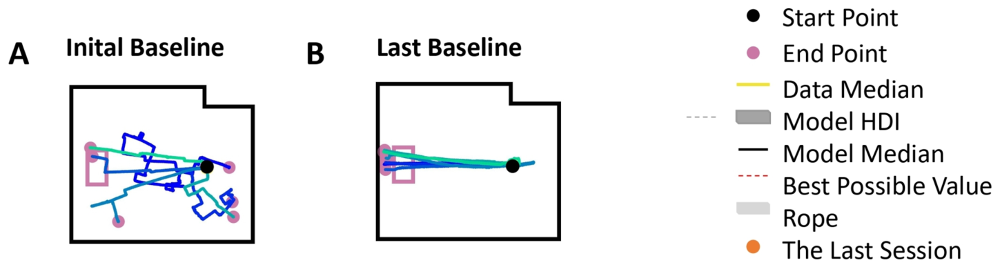 A Inital Baseline
B Last Baseline
Start Point
End Point
Data Median
Model HDI
Model Median
Best Possible Value
Rope
The Last Session